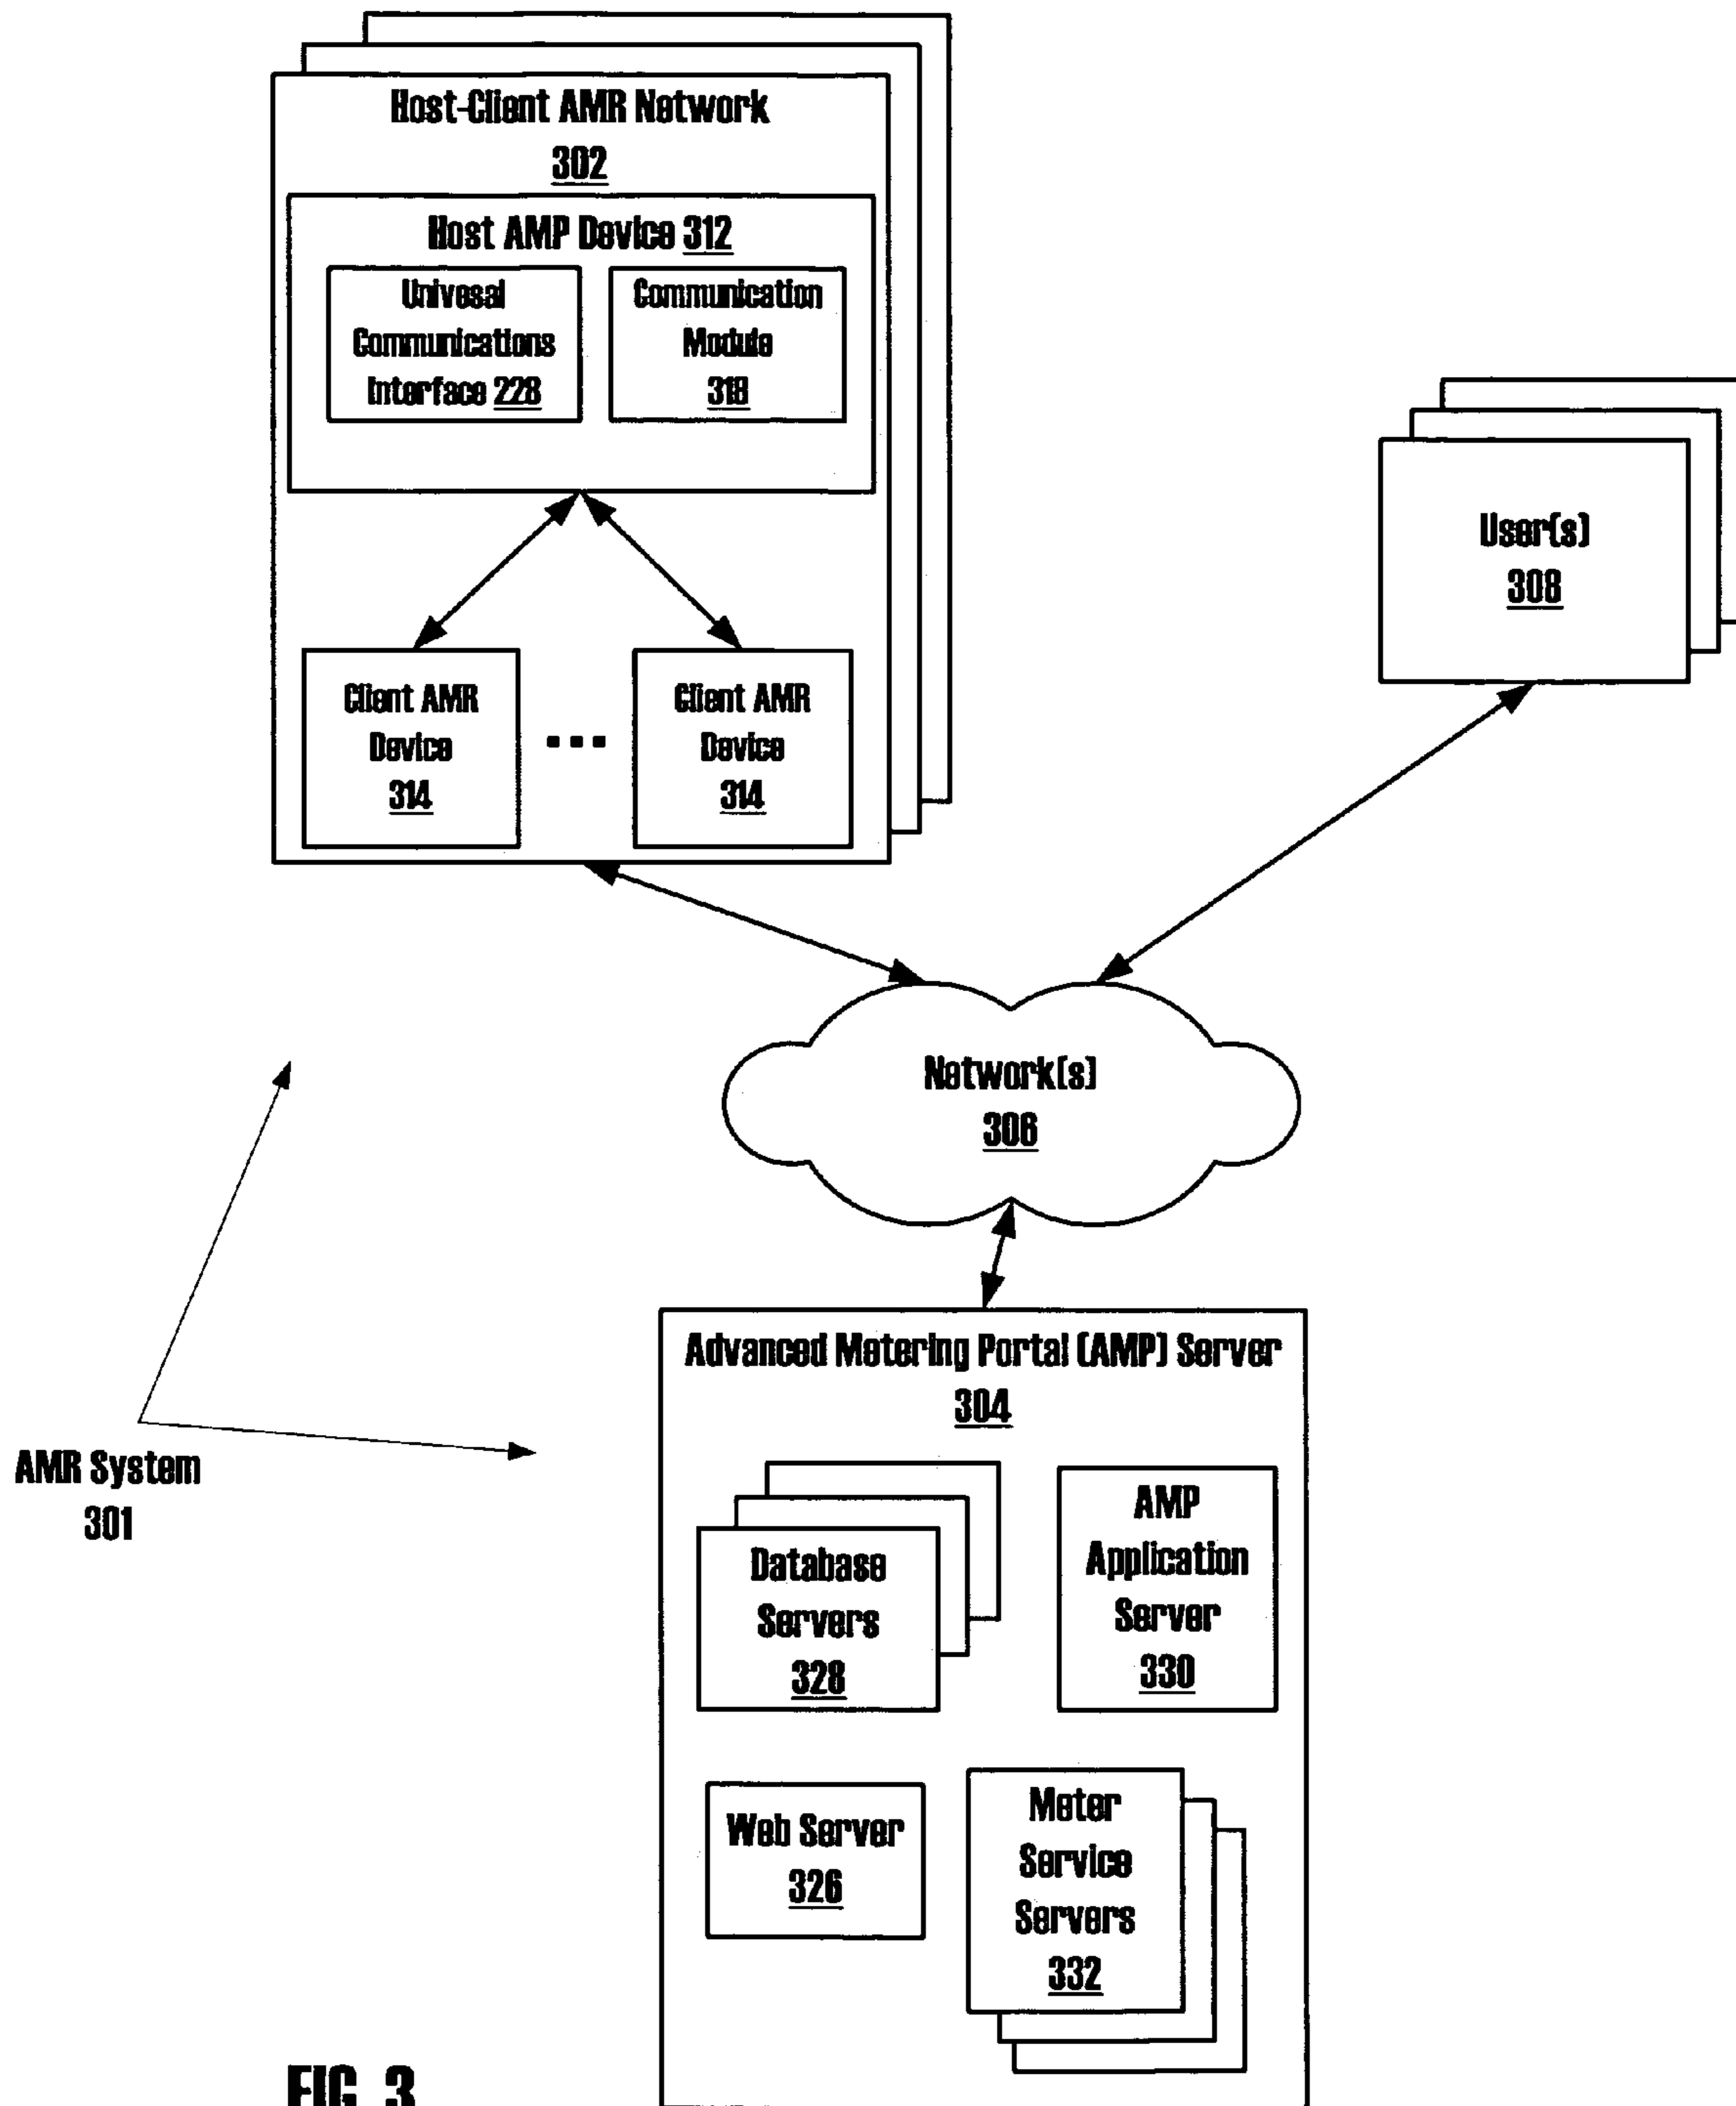 Host-Client AMR Network
302
Host AMP Device 312
Univesal
Communications
Interface 228
Communication
Module
318
Client AMR
Device
314
...
Client AMR
Device
314
User(s)
308
Network(s)
306
AMR System
301
Advanced Metering Portal (AMP) Server
304
Database
Servers
328
AMP
Application
Server
330
Web Server
326
Meter
Service
Servers
332
FIG. 3